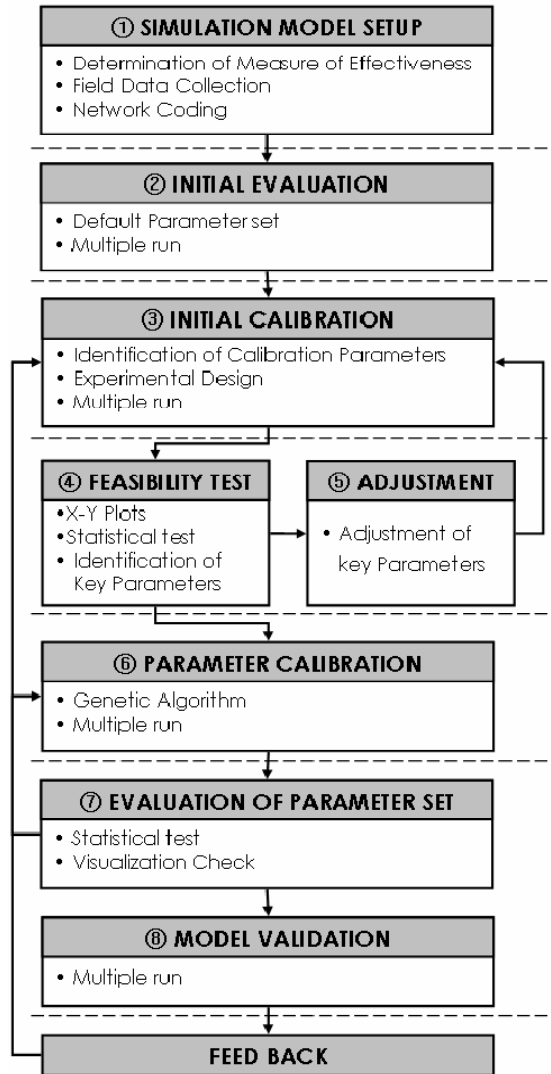 ① SIMULATION MODEL SETUP
• Determination of Measure of Effectiveness
• Field Data Collection
• Network Coding
② INITIAL EVALUATION
• Default Parameter set
• Multiple run
③ INITIAL CALIBRATION
• Identification of Calibration Parameters
• Experimental Design
• Multiple run
④ FEASIBILITY TEST
•X-Y Plots
•Statistical test
• Identification of
Key Parameters
⑤ ADJUSTMENT
• Adjustment of
key Parameters
⑥ PARAMETER CALIBRATION
• Genetic Algorithm
• Multiple run
⑦ EVALUATION OF PARAMETER SET
• Statistical test
• Visualization Check
⑧ MODEL VALIDATION
• Multiple run
FEED BACK